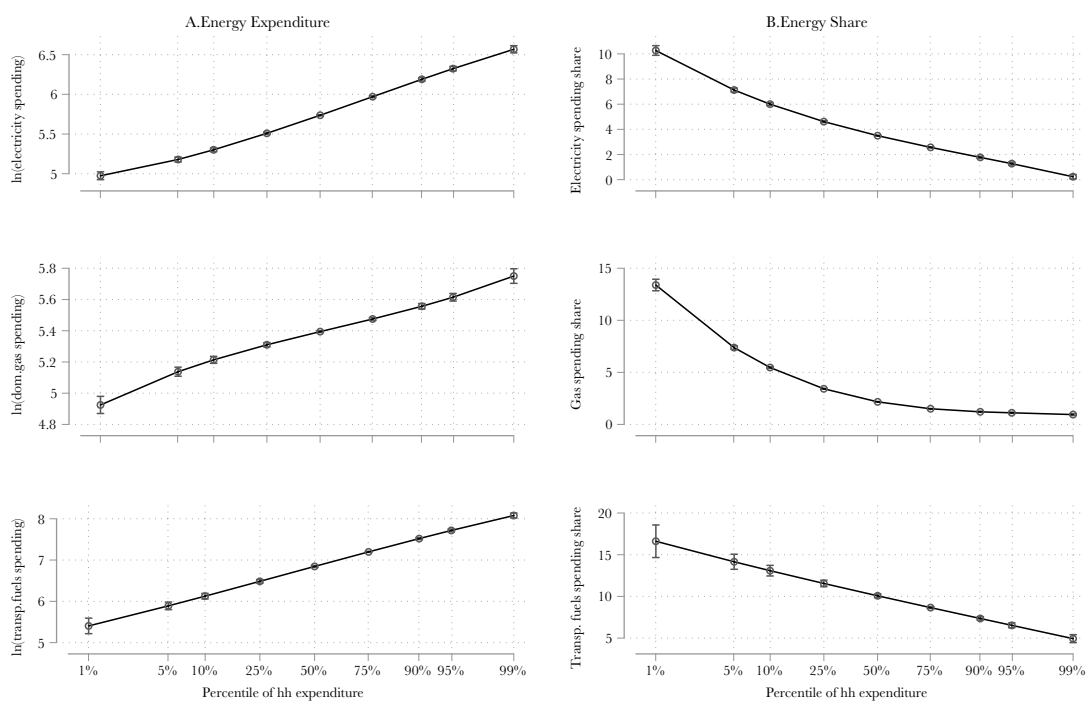 A.Energy Expenditure
B.Energy Share
ln(electricity spending)
6.5
6
5.5
5
Electricity spending share
10
8
6
4
2
0
ln(dom.gas spending)
5.8
5.6
5.4
5.2
5
4.8
Gas spending share
15
10
5
0
ln(transp.fuels spending)
8
7
6
5
1% 5% 10% 25% 50% 75% 90% 95% 99%
Percentile of hh expenditure
Transp. fuels spending share
20
15
10
5
1% 5% 10% 25% 50% 75% 90% 95% 99%
Percentile of hh expenditure